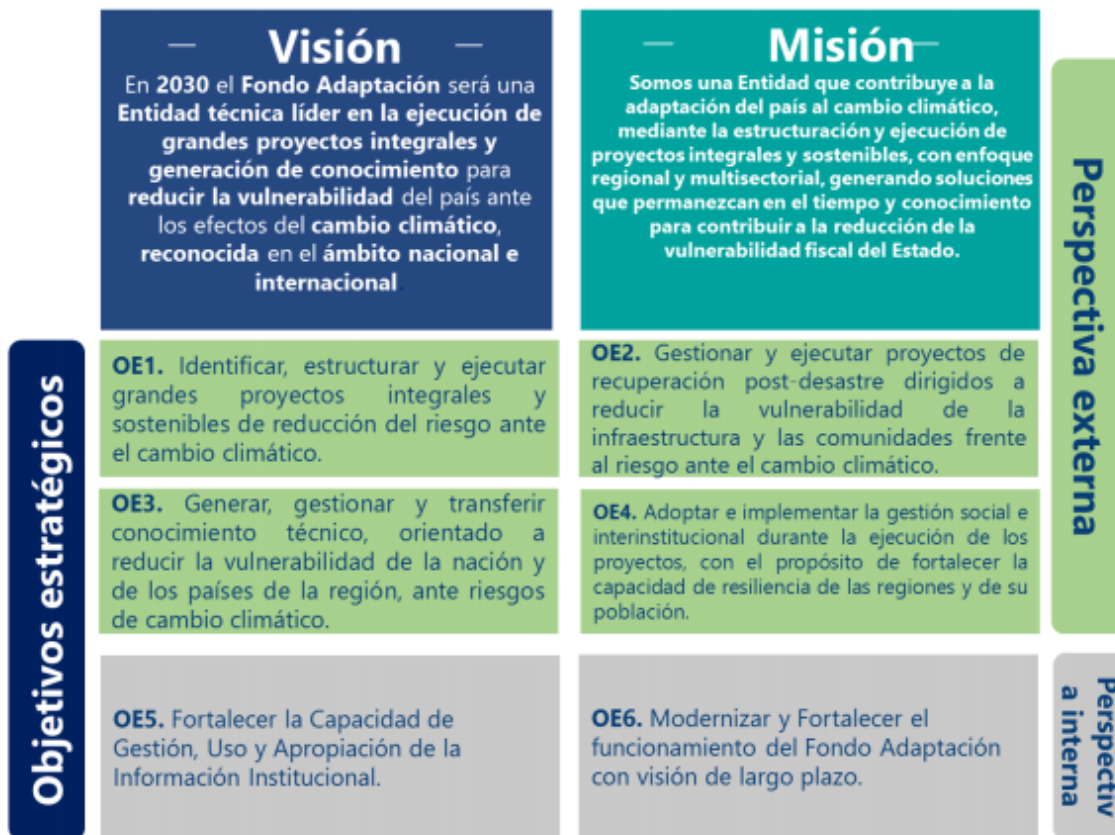 Visión
En 2030 el Fondo Adaptación será una
Entidad técnica líder en la ejecución de
grandes proyectos integrales y
generación de conocimiento para
reducir la vulnerabilidad del país ante
los efectos del cambio climático,
reconocida en el ámbito nacional e
internacional
Misión
Somos una Entidad que contribuye a la
adaptación del país al cambio climático,
mediante la estructuración y ejecución de
proyectos integrales y sostenibles, con enfoque
regional y multisectorial, generando soluciones
que permanezcan en el tiempo y conocimiento
para contribuir a la reducción de la
vulnerabilidad fiscal del Estado.
Perspectiva externa
Objetivos estratégicos
OE1. Identificar, estructurar y ejecutar
grandes proyectos integrales y
sostenibles de reducción del riesgo ante
el cambio climático.
OE2. Gestionar y ejecutar proyectos de
recuperación post-desastre dirigidos a
reducir la vulnerabilidad de la
infraestructura y las comunidades frente
al riesgo ante el cambio climático.
OE3. Generar, gestionar y transferir
conocimiento técnico, orientado a
reducir la vulnerabilidad de la nación y
de los países de la región, ante riesgos
de cambio climático.
OE4. Adoptar e implementar la gestión social e
interinstitucional durante la ejecución de los
proyectos, con el propósito de fortalecer la
capacidad de resiliencia de las regiones y de su
población.
OE5. Fortalecer la Capacidad de
Gestión, Uso y Apropiación de la
Información Institucional.
OE6. Modernizar y Fortalecer el
funcionamiento del Fondo Adaptación
con visión de largo plazo.
Perspectiv
a interna